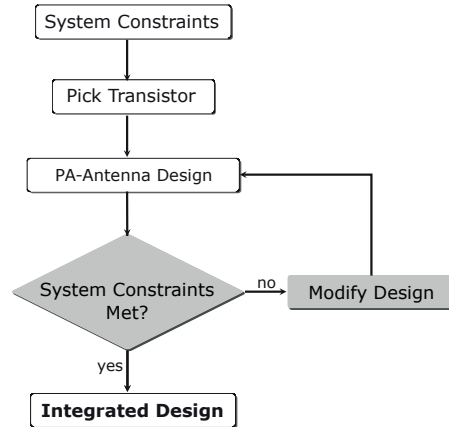 System Constraints
Pick Transistor
PA-Antenna Design
System Constraints
Met?
no
Modify Design
yes
Integrated Design